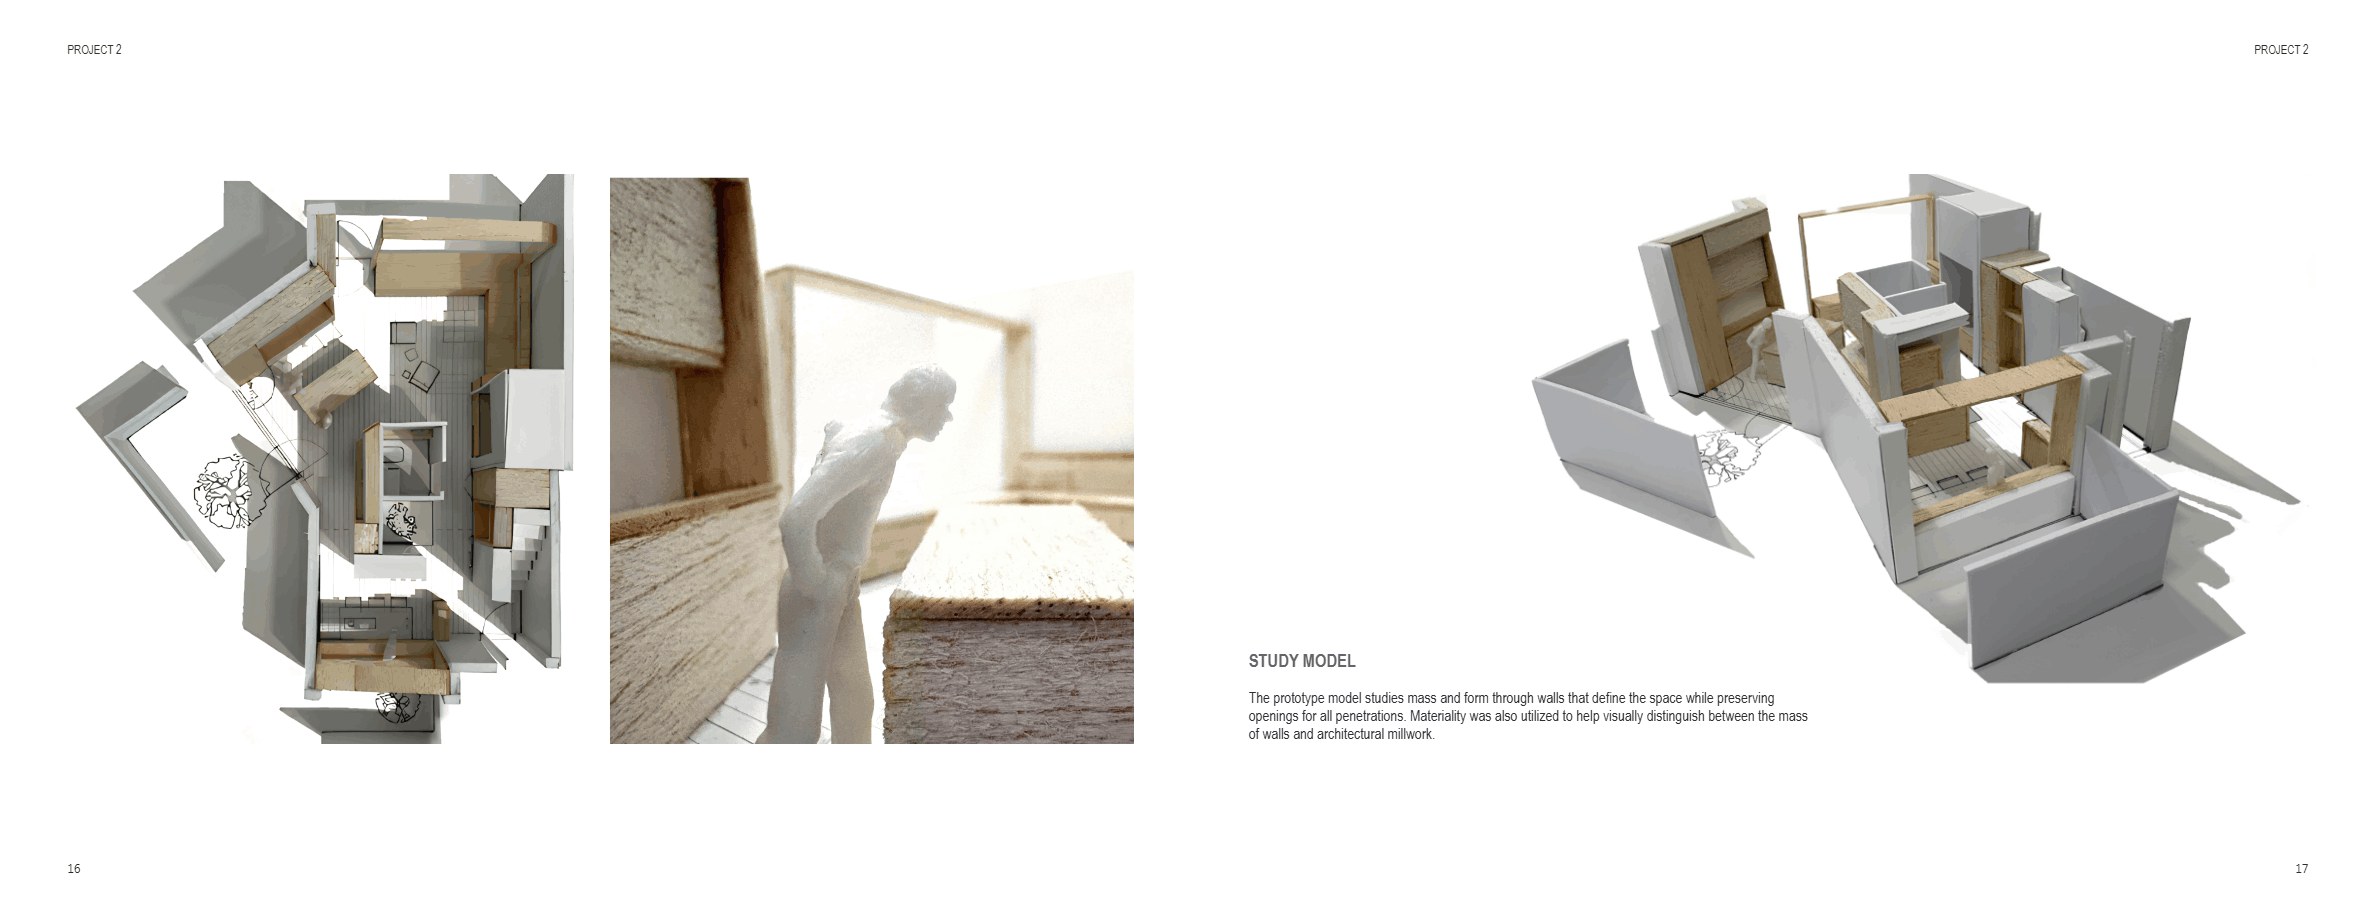 PROJECT 2
PROJECT 2
STUDY MODEL
The prototype model studies mass and form through walls that define the space while preserving
openings for all penetrations. Materiality was also utilized to help visually distinguish between the mass
of walls and architectural millwork.
16
17